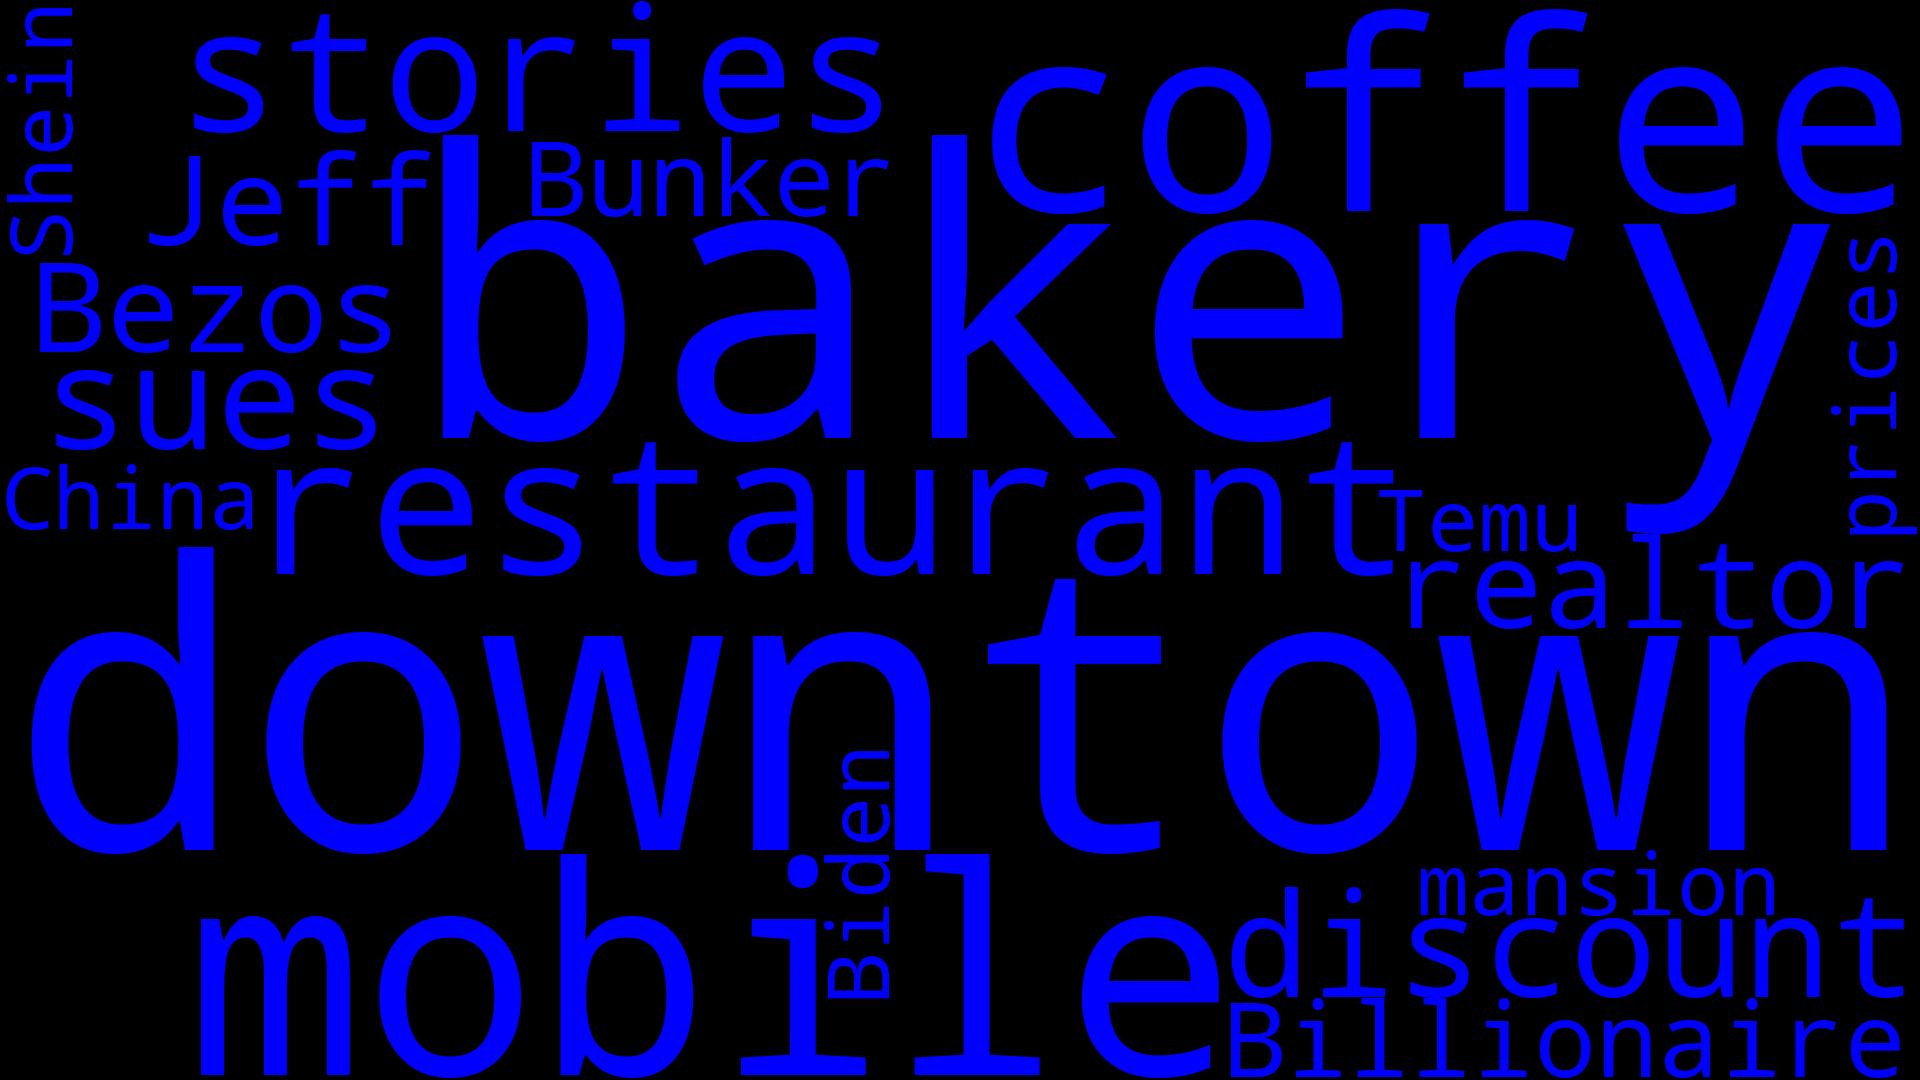 Shein
stories
coffee
Jeff
Bunker
bakery
Bezos
prices
sues
China
restaurant
Temu
realtor
downtown
Biden
mobile
mansion
discount
Billionaire